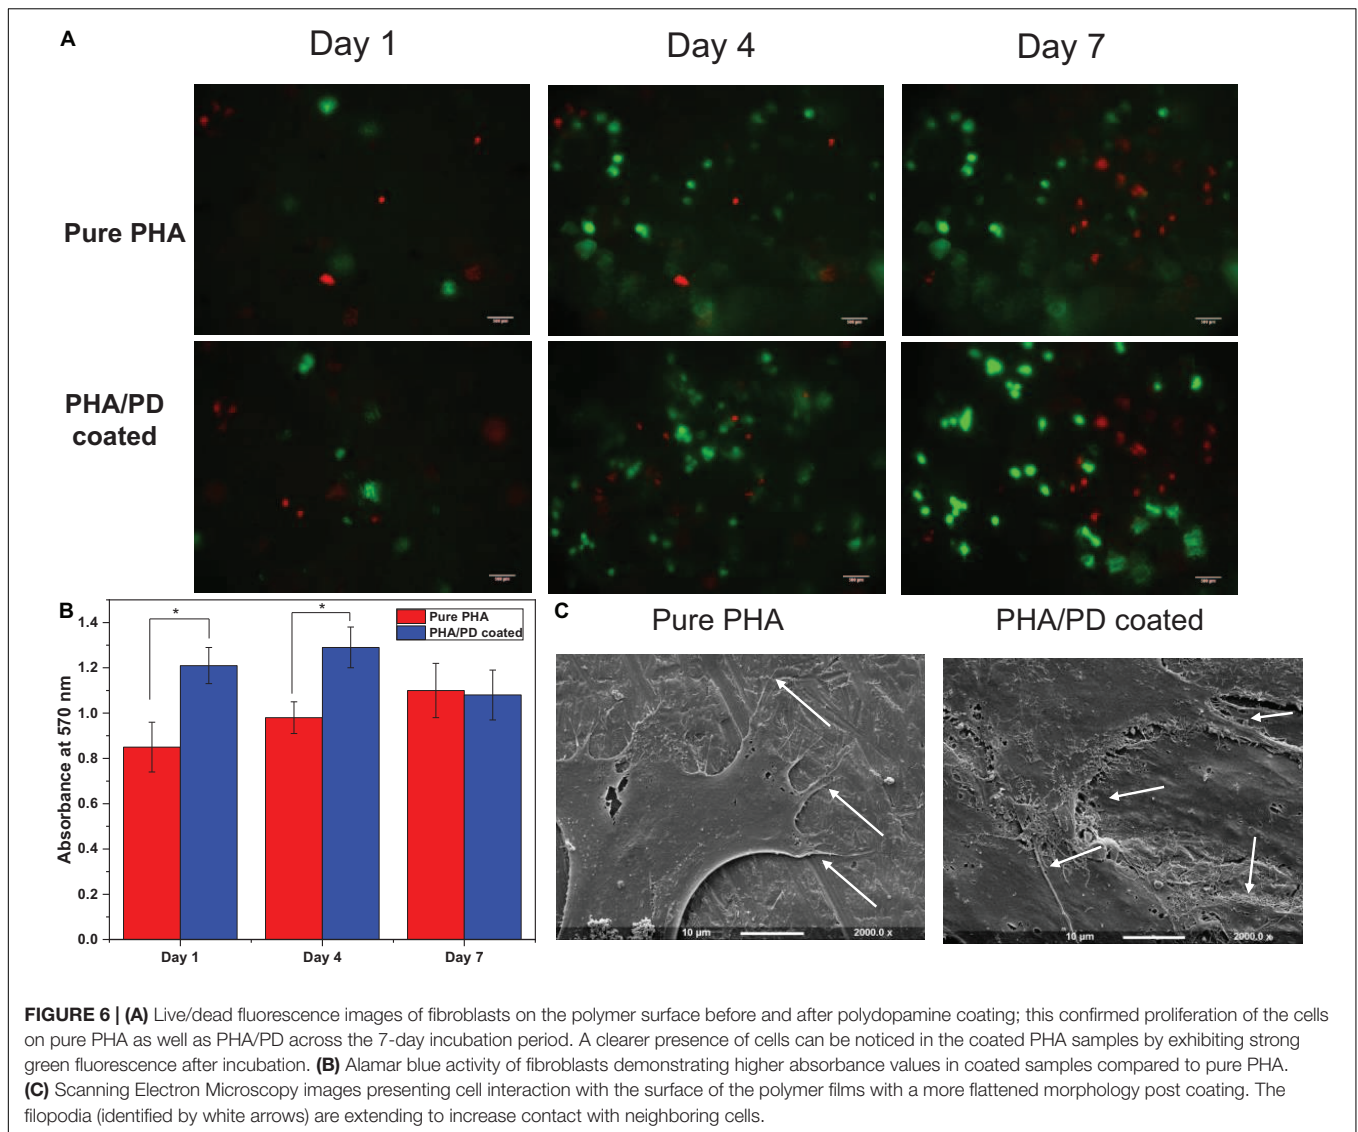 A
Day 1
Day 4
Day 7
Pure PHA
PHA/PD
coated
B
Absorbance at 570 nm
1.4
1.2
1.0
0.8
0.6
0.4
0.2
0.0
*
*
Pure PHA
PHA/PD coated
Day 1
Day 4
Day 7
C
Pure PHA
PHA/PD coated
10 µm
2000.0 x
10 µm
2000.0 x
FIGURE 6 | (A) Live/dead fluorescence images of fibroblasts on the polymer surface before and after polydopamine coating; this confirmed proliferation of the cells
on pure PHA as well as PHA/PD across the 7-day incubation period. A clearer presence of cells can be noticed in the coated PHA samples by exhibiting strong
green fluorescence after incubation. (B) Alamar blue activity of fibroblasts demonstrating higher absorbance values in coated samples compared to pure PHA.
(C) Scanning Electron Microscopy images presenting cell interaction with the surface of the polymer films with a more flattened morphology post coating. The
filopodia (identified by white arrows) are extending to increase contact with neighboring cells.